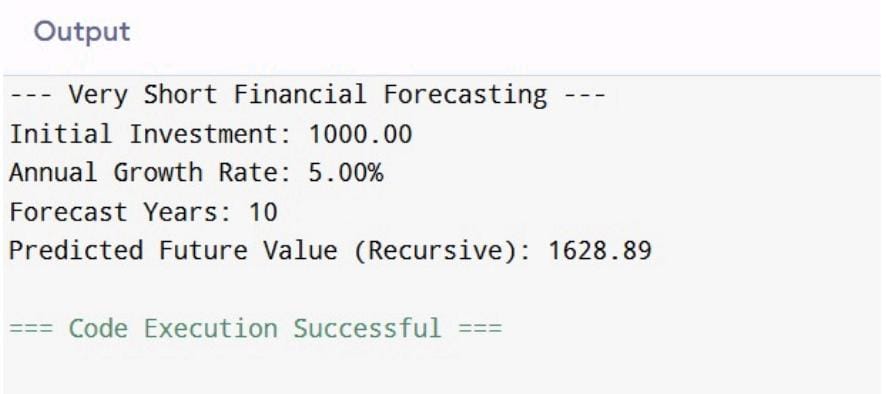 Output
--- Very Short Financial Forecasting ---
Initial Investment: 1000.00
Annual Growth Rate: 5.00%
Forecast Years: 10
Predicted Future Value (Recursive): 1628.89
=== Code Execution Successful ===